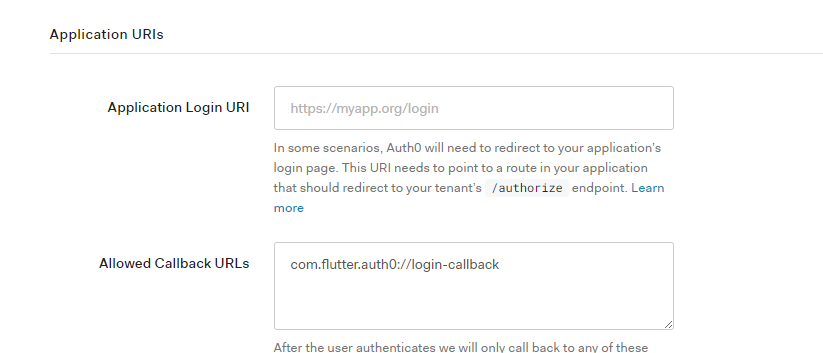 Application URIs
Application Login URI
https://myapp.org/login
In some scenarios, Auth0 will need to redirect to your application's
login page. This URI needs to point to a route in your application
that should redirect to your tenant's /authorize endpoint. Learn
more
Allowed Callback URLs
com.flutter.auth0://login-callback
After the user authenticates we will only call back to any of these